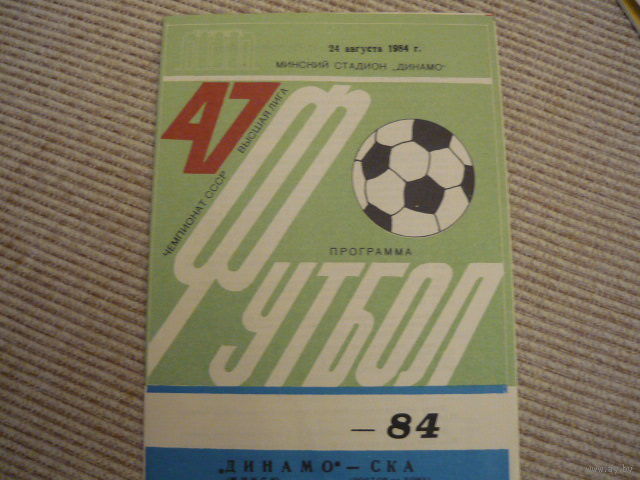 24 августа 1984 г.
МИНСКИЙ СТАДИОН „ДИНАМО"
47
ЧЕМПИОНАТ СССР ВЫСШАЯ ЛИГА
ПРОГРАММА
ФУТБОЛ
— 84
„ДИНАМО" — СКА